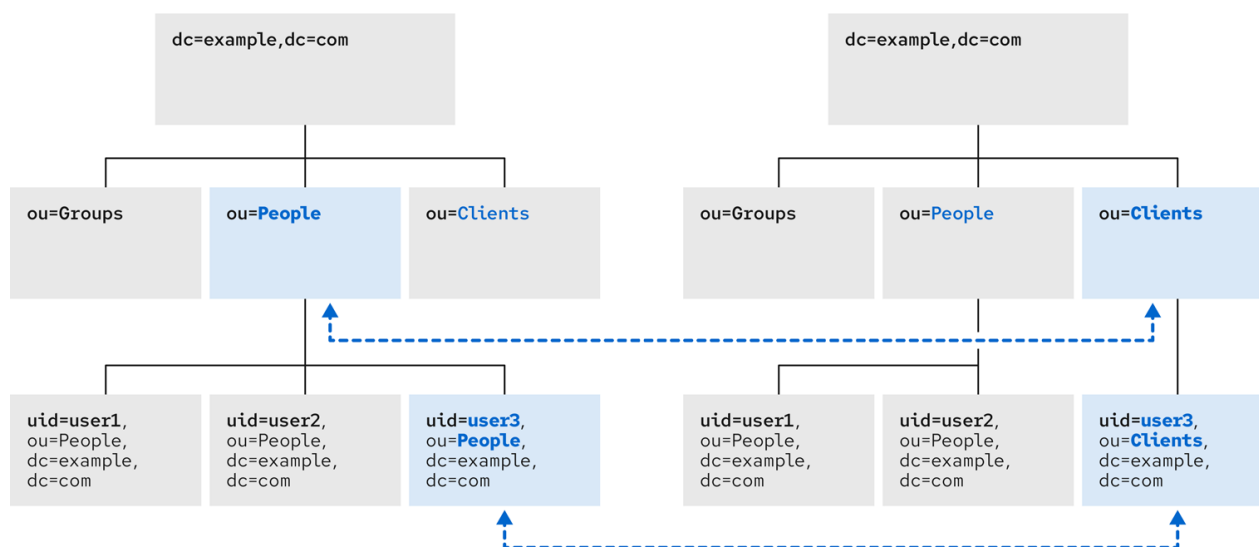 dc=example,dc=com
dc=example,dc=com
ou=Groups
ou=People
ou=Clients
ou=Groups
ou=People
ou=Clients
uid=user1,
ou=People,
dc=example,
dc=com
uid=user2,
ou=People,
dc=example,
dc=com
uid=user3,
ou=People,
dc=example,
dc=com
uid=user1,
ou=People,
dc=example,
dc=com
uid=user2,
ou=People,
dc=example,
dc=com
uid=user3,
ou=Clients,
dc=example,
dc=com